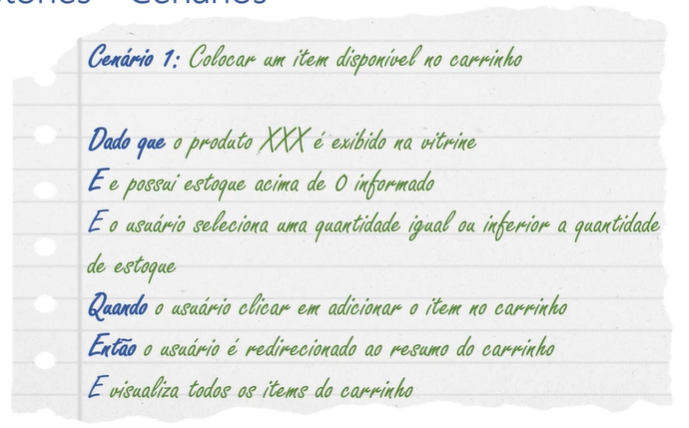 Cenários
Cenário 1: Colocar um item disponível no carrinho
Dado que o produto XXX é exibido na vitrine
E e possui estoque acima de 0 informado
E o usuário seleciona uma quantidade igual ou inferior a quantidade
de estoque
Quando o usuário clicar em adicionar o item no carrinho
Então o usuário é redirecionado ao resumo do carrinho
E visualiza todos os items do carrinho